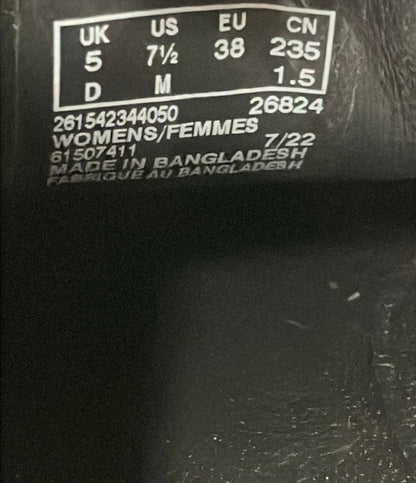 UK US EU CN
5 7½ 38 235
D M 1.5
261542344050 26824
WOMENS/FEMMES
61507411 7/22
MADE IN BANGLADESH
FABRIQUE AU BANGLADESH